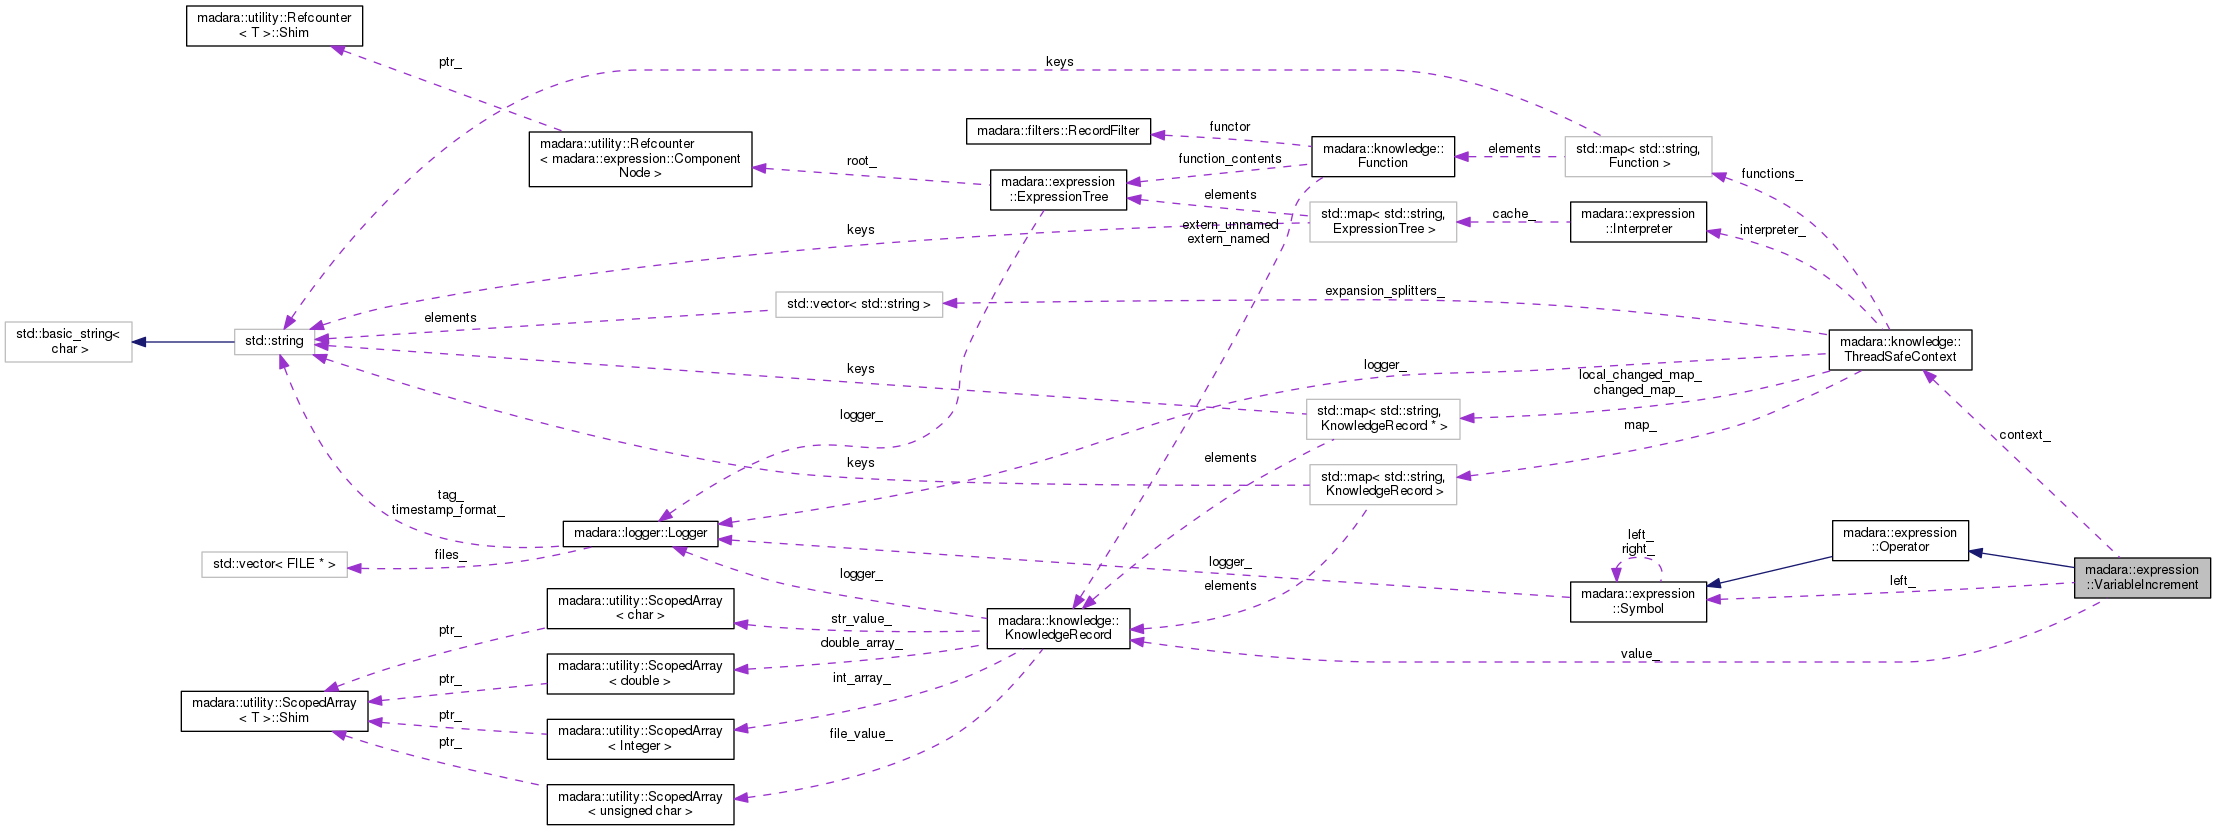 madara::utility::Refcounter
< T >::Shim
ptr_
keys
madara::utility::Refcounter
< madara::expression::Component
Node >
root_
madara::filters::RecordFilter
functor
function_contents
madara::expression
::ExpressionTree
elements
extern_unnamed
extern_named
madara::knowledge::
Function
elements
std::map< std::string,
Function >
functions_
std::map< std::string,
ExpressionTree >
cache_
madara::expression
::Interpreter
interpreter_
keys
std::vector< std::string >
expansion_splitters_
elements
std::basic_string<
char >
std::string
keys
logger_
madara::knowledge::
ThreadSafeContext
local_changed_map_
changed_map_
std::map< std::string,
KnowledgeRecord * >
logger_
map_
context_
keys
elements
std::map< std::string,
KnowledgeRecord >
tag_
timestamp_format_
madara::logger::Logger
files_
std::vector< FILE * >
logger_
logger_
elements
left_
right_
madara::expression
::Operator
madara::expression
::Symbol
left_
madara::expression
::VariableIncrement
madara::utility::ScopedArray
< char >
str_value_
madara::knowledge::
KnowledgeRecord
ptr_
double_array_
madara::utility::ScopedArray
< double >
value_
ptr_
int_array_
madara::utility::ScopedArray
< T >::Shim
ptr_
madara::utility::ScopedArray
< Integer >
file_value_
ptr_
madara::utility::ScopedArray
< unsigned char >